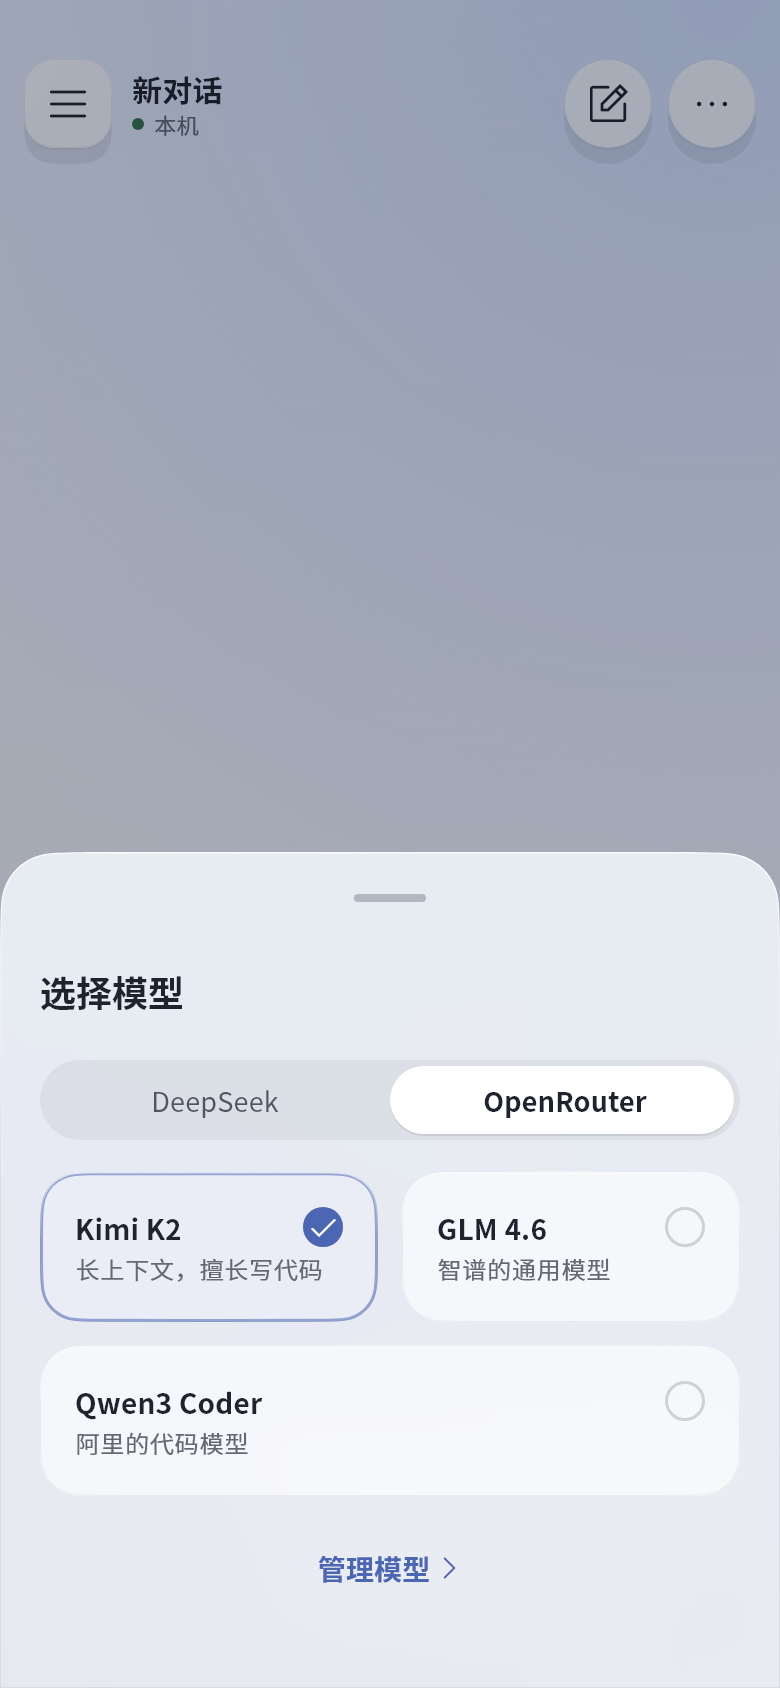 新对话
本机
选择模型
DeepSeek
OpenRouter
Kimi K2
长上下文，擅长写代码
GLM 4.6
智谱的通用模型
Qwen3 Coder
阿里的代码模型
管理模型